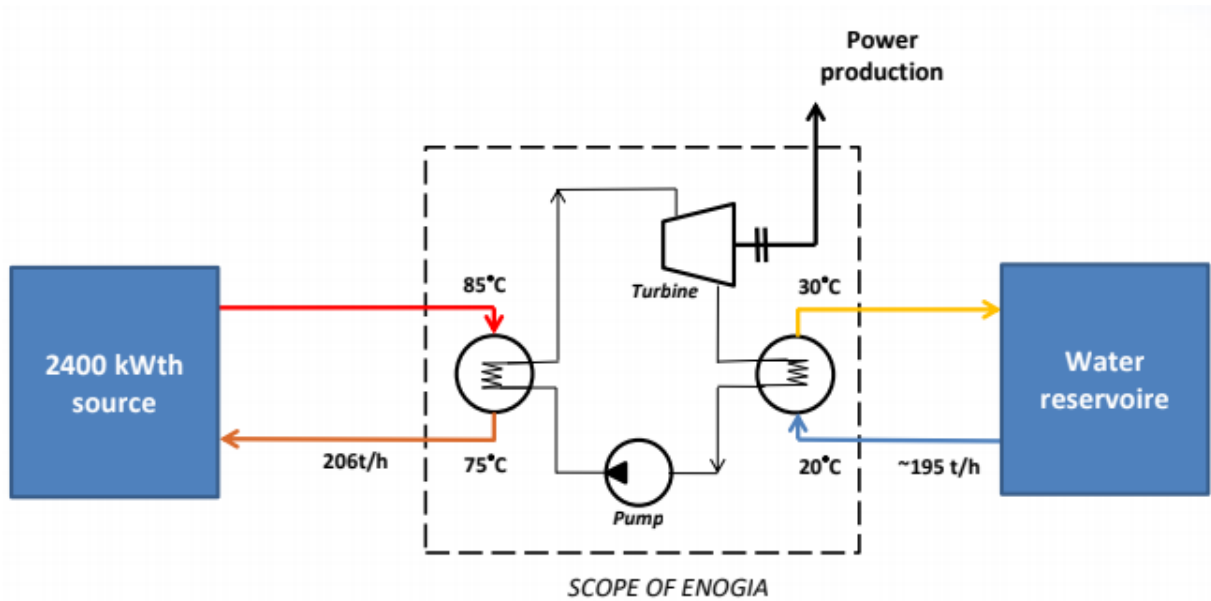 Power
production
85°C
Turbine
30°C
2400 kWth
source
Water
reservoire
206t/h
75°C
20°C
~195 t/h
Pump
SCOPE OF ENOGIA